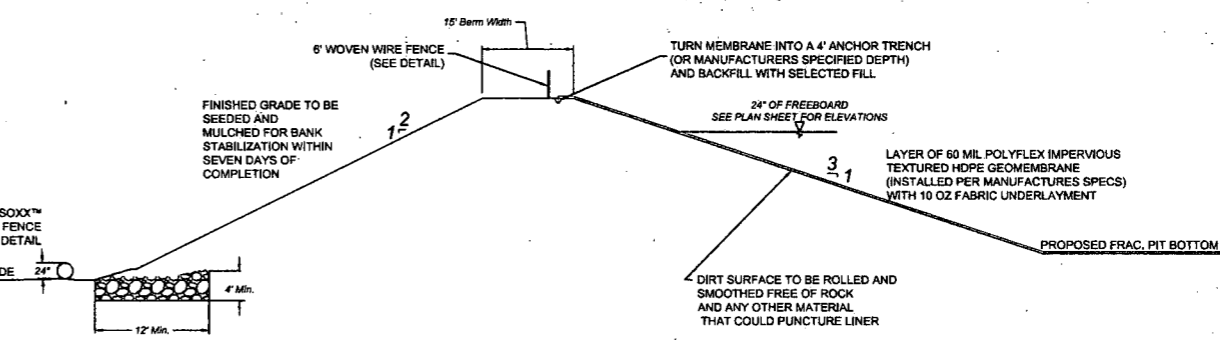 15' Berm Width
6' WOVEN WIRE FENCE
(SEE DETAIL)
TURN MEMBRANE INTO A 4' ANCHOR TRENCH
(OR MANUFACTURERS SPECIFIED DEPTH)
AND BACKFILL WITH SELECTED FILL
FINISHED GRADE TO BE
SEEDED AND
MULCHED FOR BANK
STABILIZATION WITHIN
SEVEN DAYS OF
COMPLETION
2
1
24" OF FREEBOARD
SEE PLAN SHEET FOR ELEVATIONS
3
1
LAYER OF 60 MIL POLYFLEX IMPERVIOUS
TEXTURED HDPE GEOMEMBRANE
(INSTALLED PER MANUFACTURES SPECS)
WITH 10 OZ FABRIC UNDERLAYMENT
SOXX™
FENCE
DETAIL
DE
24"
4' Min.
12' Min.
PROPOSED FRAC. PIT BOTTOM
DIRT SURFACE TO BE ROLLED AND
SMOOTHED FREE OF ROCK
AND ANY OTHER MATERIAL
THAT COULD PUNCTURE LINER